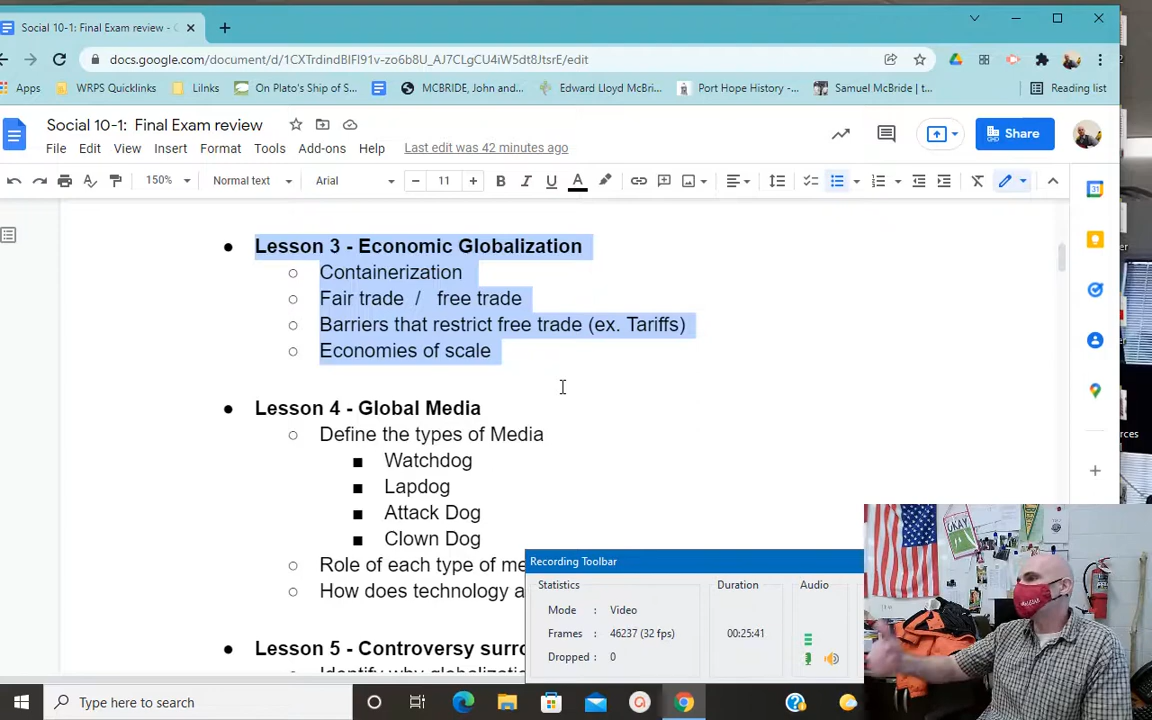 Social 10-1: Final Exam review -
docs.google.com/document/d/1CXTrdindBIFI91v-zo6b8U_AJ7CLgCU4iW5dt8JtsrE/edit
Apps WRPS Quicklinks Lilnks On Plato's Ship of S... MCBRIDE, John and... Edward Lloyd McBri... Port Hope History -... Samuel McBride | t... Reading list
Social 10-1: Final Exam review
File Edit View Insert Format Tools Add-ons Help Last edit was 42 minutes ago
Share
150% Normal text Arial 11
31
● Lesson 3 - Economic Globalization
○ Containerization
○ Fair trade / free trade
○ Barriers that restrict free trade (ex. Tariffs)
○ Economies of scale
● Lesson 4 - Global Media
○ Define the types of Media
■ Watchdog
■ Lapdog
■ Attack Dog
■ Clown Dog
○ Role of each type of me
○ How does technology a
● Lesson 5 - Controversy surro
Recording Toolbar
Statistics Duration Audio
Mode : Video
Frames : 46237 (32 fps) 00:25:41
Dropped : 0
OKAY
Type here to search